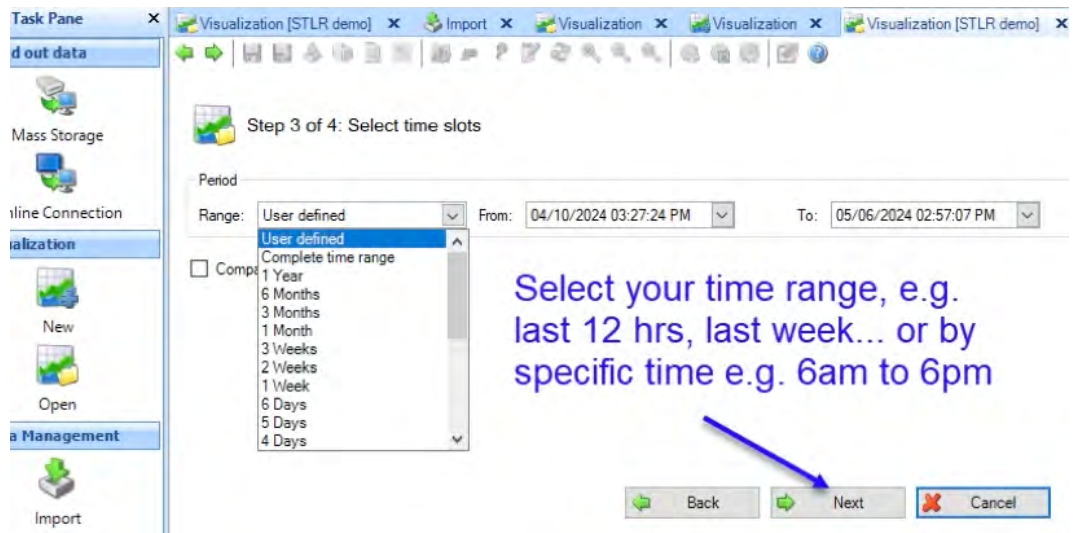 Task Pane
Visualization [STLR demo]
Import
Visualization
Visualization
Visualization [STLR demo]
d out data
Mass Storage
Step 3 of 4: Select time slots
Period
nline Connection
Range: User defined From: 04/10/2024 03:27:24 PM To: 05/06/2024 02:57:07 PM
alization
User defined
Complete time range
Compa
1 Year
6 Months
3 Months
1 Month
3 Weeks
2 Weeks
1 Week
6 Days
5 Days
4 Days
Select your time range, e.g.
last 12 hrs, last week... or by
specific time e.g. 6am to 6pm
New
Open
a Management
Import
Back
Next
Cancel